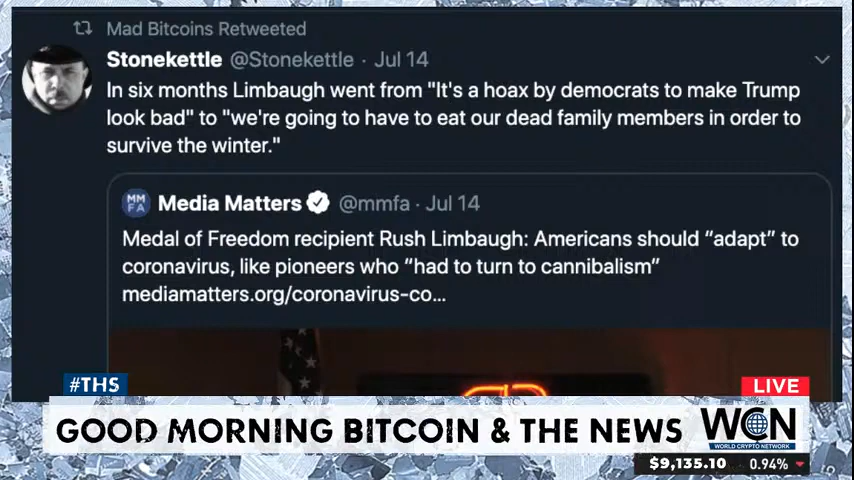 Mad Bitcoins Retweeted
Stonekettle @Stonekettle · Jul 14
In six months Limbaugh went from "It's a hoax by democrats to make Trump
look bad" to "we're going to have to eat our dead family members in order to
survive the winter."
MM
FA
Media Matters @mmfa · Jul 14
Medal of Freedom recipient Rush Limbaugh: Americans should “adapt” to
coronavirus, like pioneers who “had to turn to cannibalism”
mediamatters.org/coronavirus-co...
#THS
LIVE
GOOD MORNING BITCOIN & THE NEWS
WCN
WORLD CRYPTO NETWORK
$9,135.10 0.94%